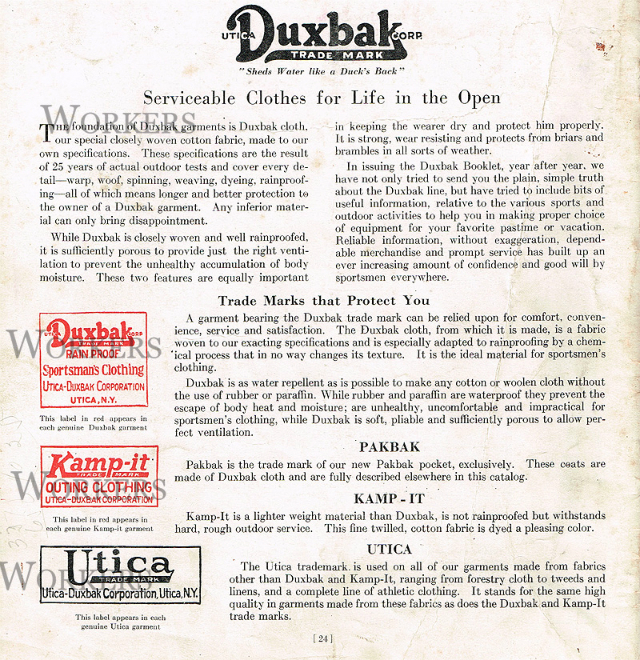 UTICA Duxbak CORP.
TRADE MARK
"Sheds Water like a Duck's Back"
Serviceable Clothes for Life in the Open
THE foundation of Duxbak garments is Duxbak cloth,
our special closely woven cotton fabric, made to our
own specifications. These specifications are the result
of 25 years of actual outdoor tests and cover every de-
tail—warp, woof, spinning, weaving, dyeing, rainproof-
ing—all of which means longer and better protection to
the owner of a Duxbak garment. Any inferior mater-
ial can only bring disappointment.
While Duxbak is closely woven and well rainproofed,
it is sufficiently porous to provide just the right venti-
lation to prevent the unhealthy accumulation of body
moisture. These two features are equally important
in keeping the wearer dry and protect him properly.
It is strong, wear resisting and protects from briars and
brambles in all sorts of weather.
In issuing the Duxbak Booklet, year after year, we
have not only tried to send you the plain, simple truth
about the Duxbak line, but have tried to include bits of
useful information, relative to the various sports and
outdoor activities to help you in making proper choice
of equipment for your favorite pastime or vacation.
Reliable information, without exaggeration, depend-
able merchandise and prompt service has built up an
ever increasing amount of confidence and good will by
sportsmen everywhere.
Trade Marks that Protect You
A garment bearing the Duxbak trade mark can be relied upon for comfort, conven-
ience, service and satisfaction. The Duxbak cloth, from which it is made, is a fabric
woven to our exacting specifications and is especially adapted to rainproofing by a chem-
ical process that in no way changes its texture. It is the ideal material for sportsmen's
clothing.
Duxbak is as water repellent as is possible to make any cotton or woolen cloth without
the use of rubber or paraffin. While rubber and paraffin are waterproof they prevent the
escape of body heat and moisture; are unhealthy, uncomfortable and impractical for
sportsmen's clothing, while Duxbak is soft, pliable and sufficiently porous to allow per-
fect ventilation.
PAKBAK
Pakbak is the trade mark of our new Pakbak pocket, exclusively. These coats are
made of Duxbak cloth and are fully described elsewhere in this catalog.
KAMP-IT
Kamp-It is a lighter weight material than Duxbak, is not rainproofed but withstands
hard, rough outdoor service. This fine twilled, cotton fabric is dyed a pleasing color.
UTICA
The Utica trademark is used on all of our garments made from fabrics
other than Duxbak and Kamp-It, ranging from forestry cloth to tweeds and
linens, and a complete line of athletic clothing. It stands for the same high
quality in garments made from these fabrics as does the Duxbak and Kamp-It
trade marks.
UTICA Duxbak CORP
TRADE MARK
RAIN PROOF
Sportsman's Clothing
UTICA-DUXBAK CORPORATION
UTICA, N.Y.
This label in red appears in
each genuine Duxbak garment
Kamp-it
TRADE MARK
OUTING CLOTHING
UTICA-DUXBAK CORPORATION
This label in red appears in
each genuine Kamp-it garment
Utica
TRADE MARK
Utica-Duxbak Corporation, Utica, N.Y.
This label appears in each
genuine Utica garment
[24]
WORKERS
WORKERS
WORKERS
WORKERS